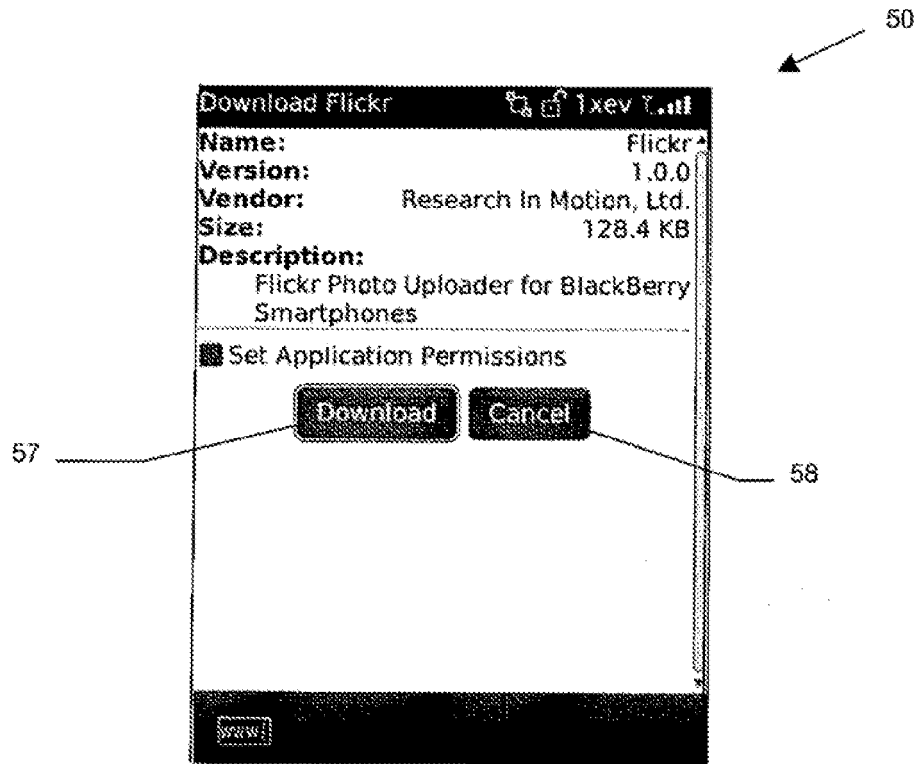 50
Download Flickr 1xev
Name: Flickr
Version: 1.0.0
Vendor: Research In Motion, Ltd.
Size: 128.4 KB
Description:
Flickr Photo Uploader for BlackBerry
Smartphones
Set Application Permissions
Download Cancel
57
58
www